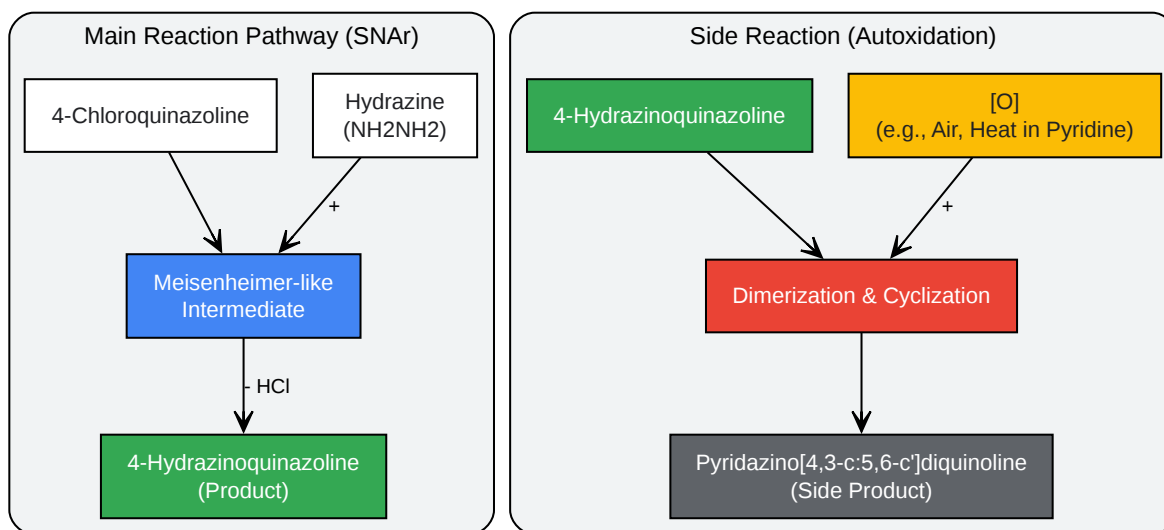 Main Reaction Pathway (SNAr)
4-Chloroquinazoline
Hydrazine
(NH2NH2)
+
Meisenheimer-like
Intermediate
- HCl
4-Hydrazinoquinazoline
(Product)
Side Reaction (Autoxidation)
4-Hydrazinoquinazoline
[O]
(e.g., Air, Heat in Pyridine)
+
Dimerization & Cyclization
Pyridazino[4,3-c:5,6-c']diquinoline
(Side Product)